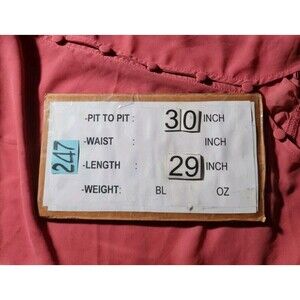 -PIT TO PIT : 30 INCH
-WAIST : INCH
247
-LENGTH : 29 INCH
-WEIGHT : BL OZ